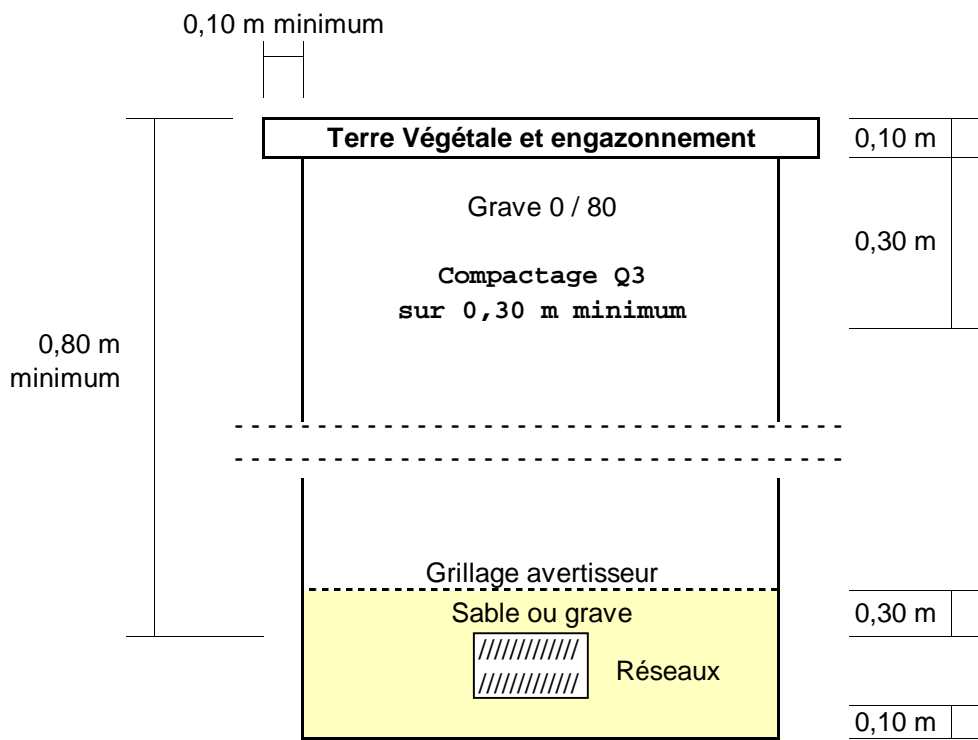 0,10 m minimum
Terre Végétale et engazonnement
0,10 m
Grave 0 / 80
0,30 m
Compactage Q3
sur 0,30 m minimum
0,80 m
minimum
Grillage avertisseur
Sable ou grave
0,30 m
Réseaux
0,10 m